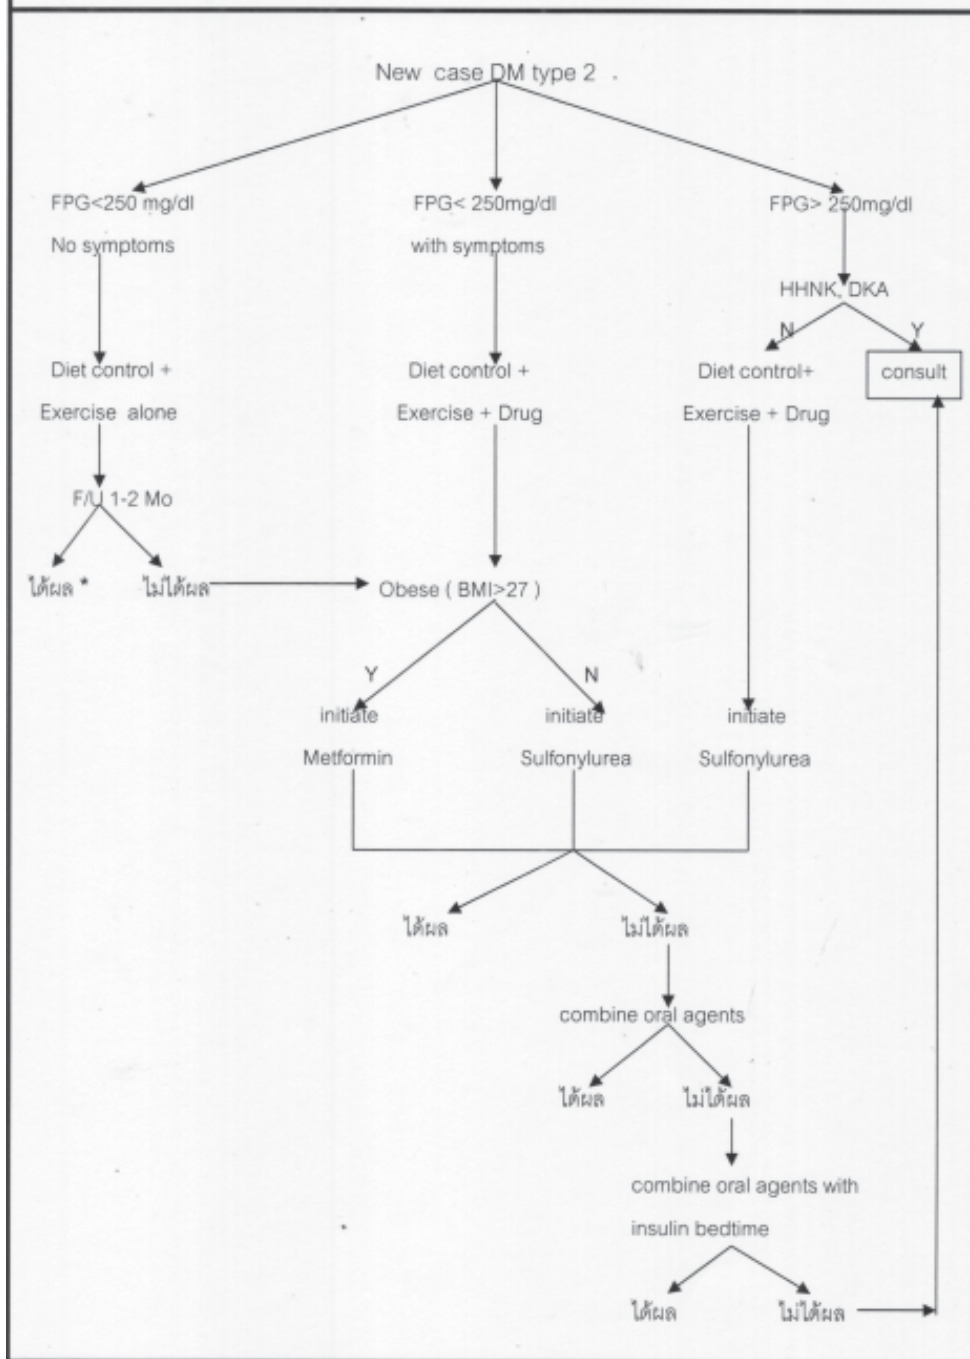 New case DM type 2
FPG<250 mg/dl
No symptoms
FPG< 250mg/dl
with symptoms
FPG> 250mg/dl
HHNK, DKA
N
Y
Diet control +
Exercise alone
Diet control +
Exercise + Drug
Diet control+
Exercise + Drug
consult
F/U 1-2 Mo
ได้ผล *
ไม่ได้ผล
Obese ( BMI>27 )
Y
N
initiate
Metformin
initiate
Sulfonylurea
initiate
Sulfonylurea
ได้ผล
ไม่ได้ผล
combine oral agents
ได้ผล
ไม่ได้ผล
combine oral agents with
insulin bedtime
ได้ผล
ไม่ได้ผล